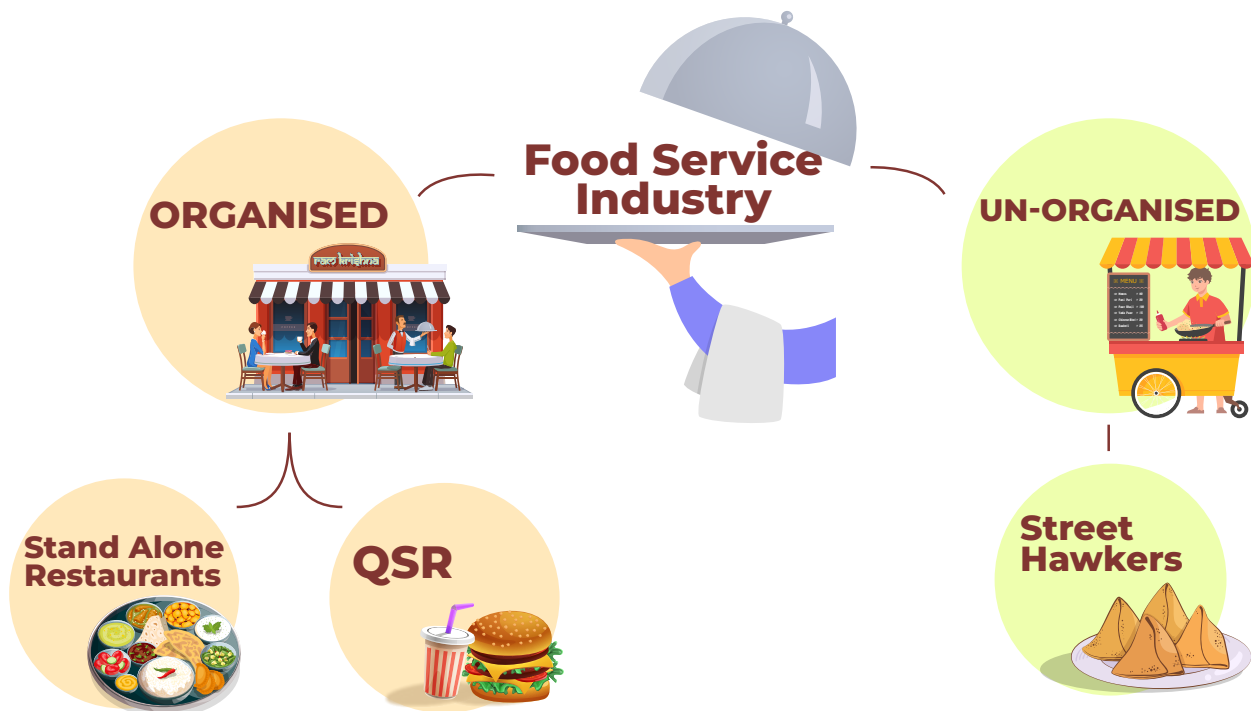 Food Service
Industry
ORGANISED
ram krishna
UN-ORGANISED
MENU
Stand Alone
Restaurants
QSR
Street
Hawkers